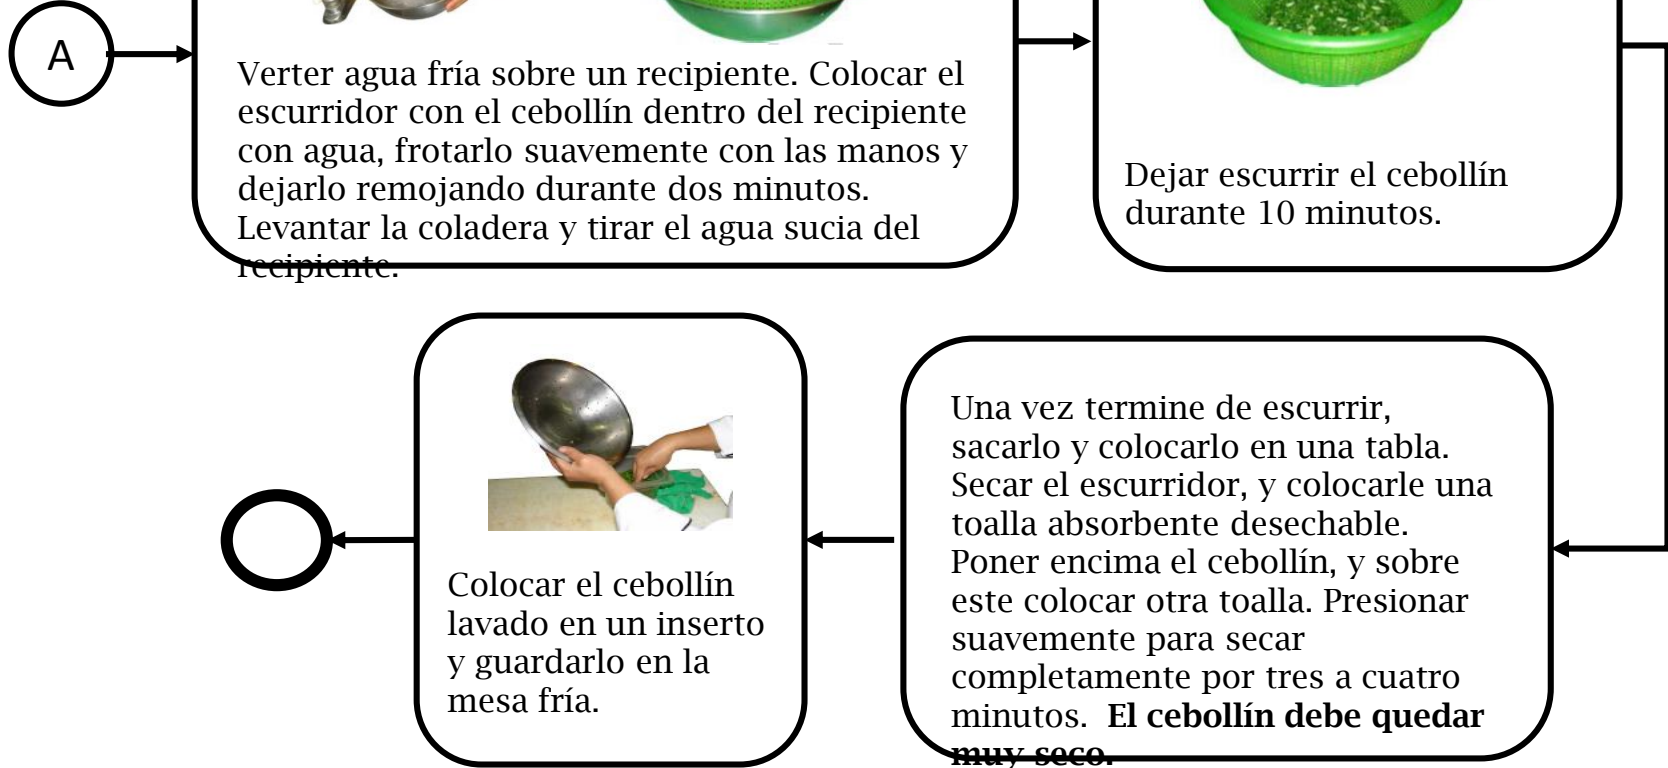 A
Verter agua fría sobre un recipiente. Colocar el
escurridor con el cebollín dentro del recipiente
con agua, frotarlo suavemente con las manos y
dejarlo remojando durante dos minutos.
Levantar la coladera y tirar el agua sucia del
recipiente.
Dejar escurrir el cebollín
durante 10 minutos.
Una vez termine de escurrir,
sacarlo y colocarlo en una tabla.
Secar el escurridor, y colocarle una
toalla absorbente desechable.
Poner encima el cebollín, y sobre
este colocar otra toalla. Presionar
suavemente para secar
completamente por tres a cuatro
minutos.  El cebollín debe quedar
muy seco.
Colocar el cebollín
lavado en un inserto
y guardarlo en la
mesa fría.